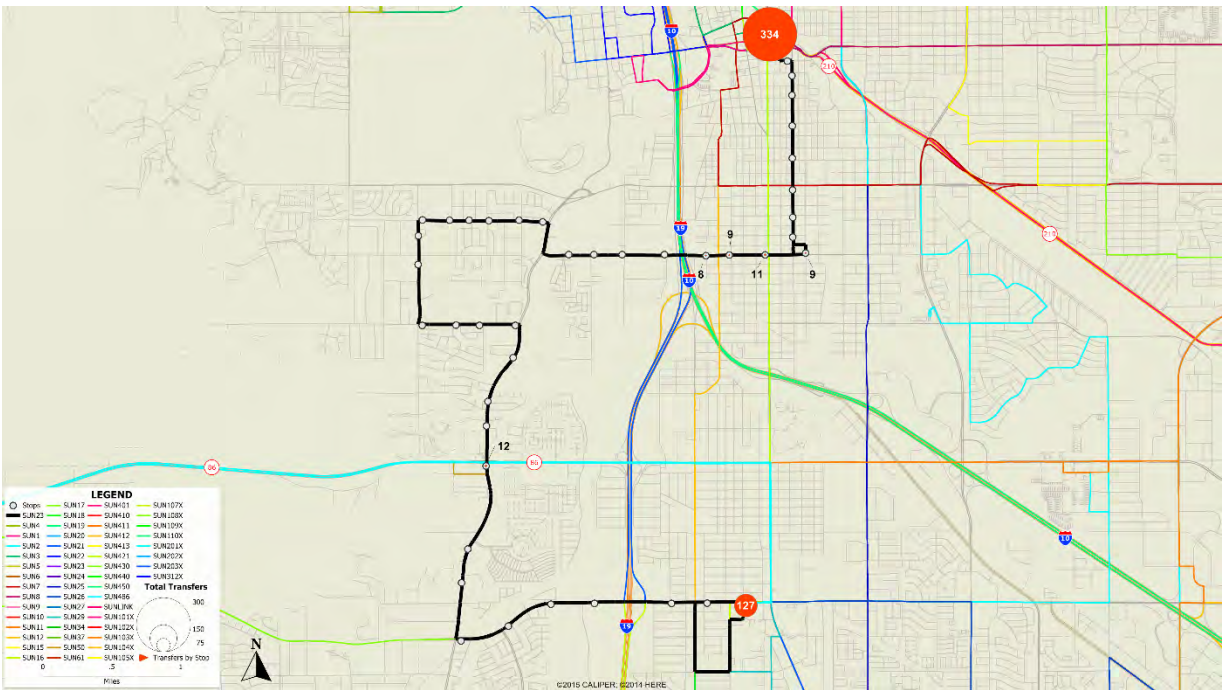 10
334
210
19
9
8
11
9
10
210
12
86
86
10
127
19
LEGEND
Stops
SUN23
SUN4
SUN1
SUN2
SUN3
SUN5
SUN6
SUN7
SUN8
SUN9
SUN10
SUN11
SUN12
SUN15
SUN16
SUN17
SUN18
SUN19
SUN20
SUN21
SUN22
SUN23
SUN24
SUN25
SUN26
SUN27
SUN29
SUN34
SUN37
SUN50
SUN61
SUN401
SUN410
SUN411
SUN412
SUN413
SUN421
SUN430
SUN440
SUN450
SUN486
SUNLINK
SUN101X
SUN102X
SUN103X
SUN104X
SUN105X
SUN107X
SUN108X
SUN109X
SUN110X
SUN201X
SUN202X
SUN203X
SUN312X
Total Transfers
300
150
75
Transfers by Stop
0 .5 1
Miles
N
©2015 CALIPER; ©2014 HERE